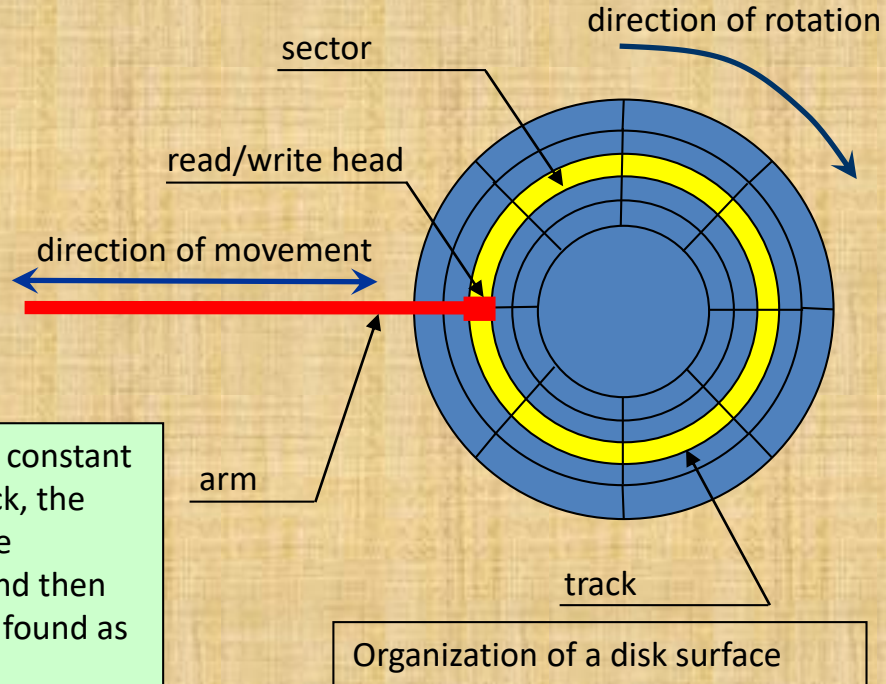 direction of rotation
sector
read/write head
direction of movement
constant
arm
ck, the
e
nd then
found as
track
Organization of a disk surface